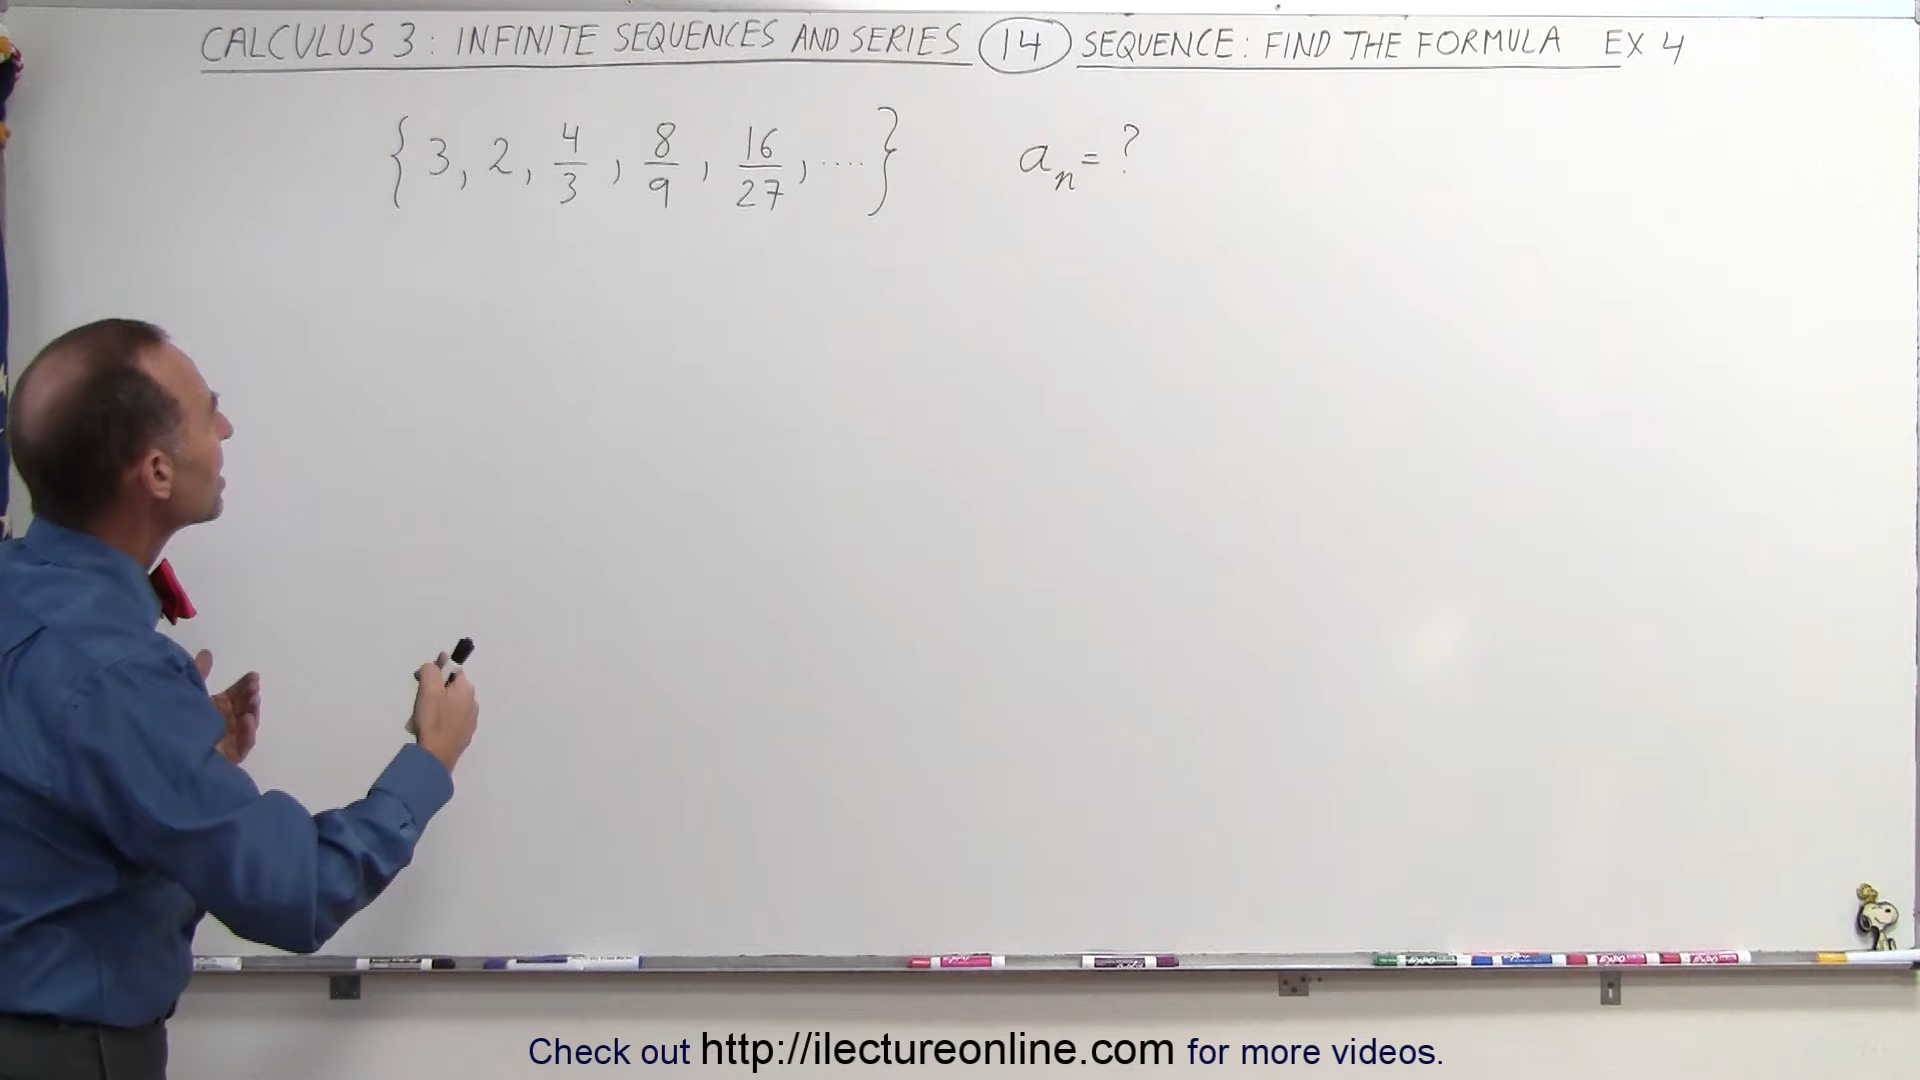 CALCULUS 3: INFINITE SEQUENCES AND SERIES 14 SEQUENCE: FIND THE FORMULA EX 4
{ 3, 2, 4/3, 8/9, 16/27, .... } aₙ = ?
Check out http://ilectureonline.com for more videos.